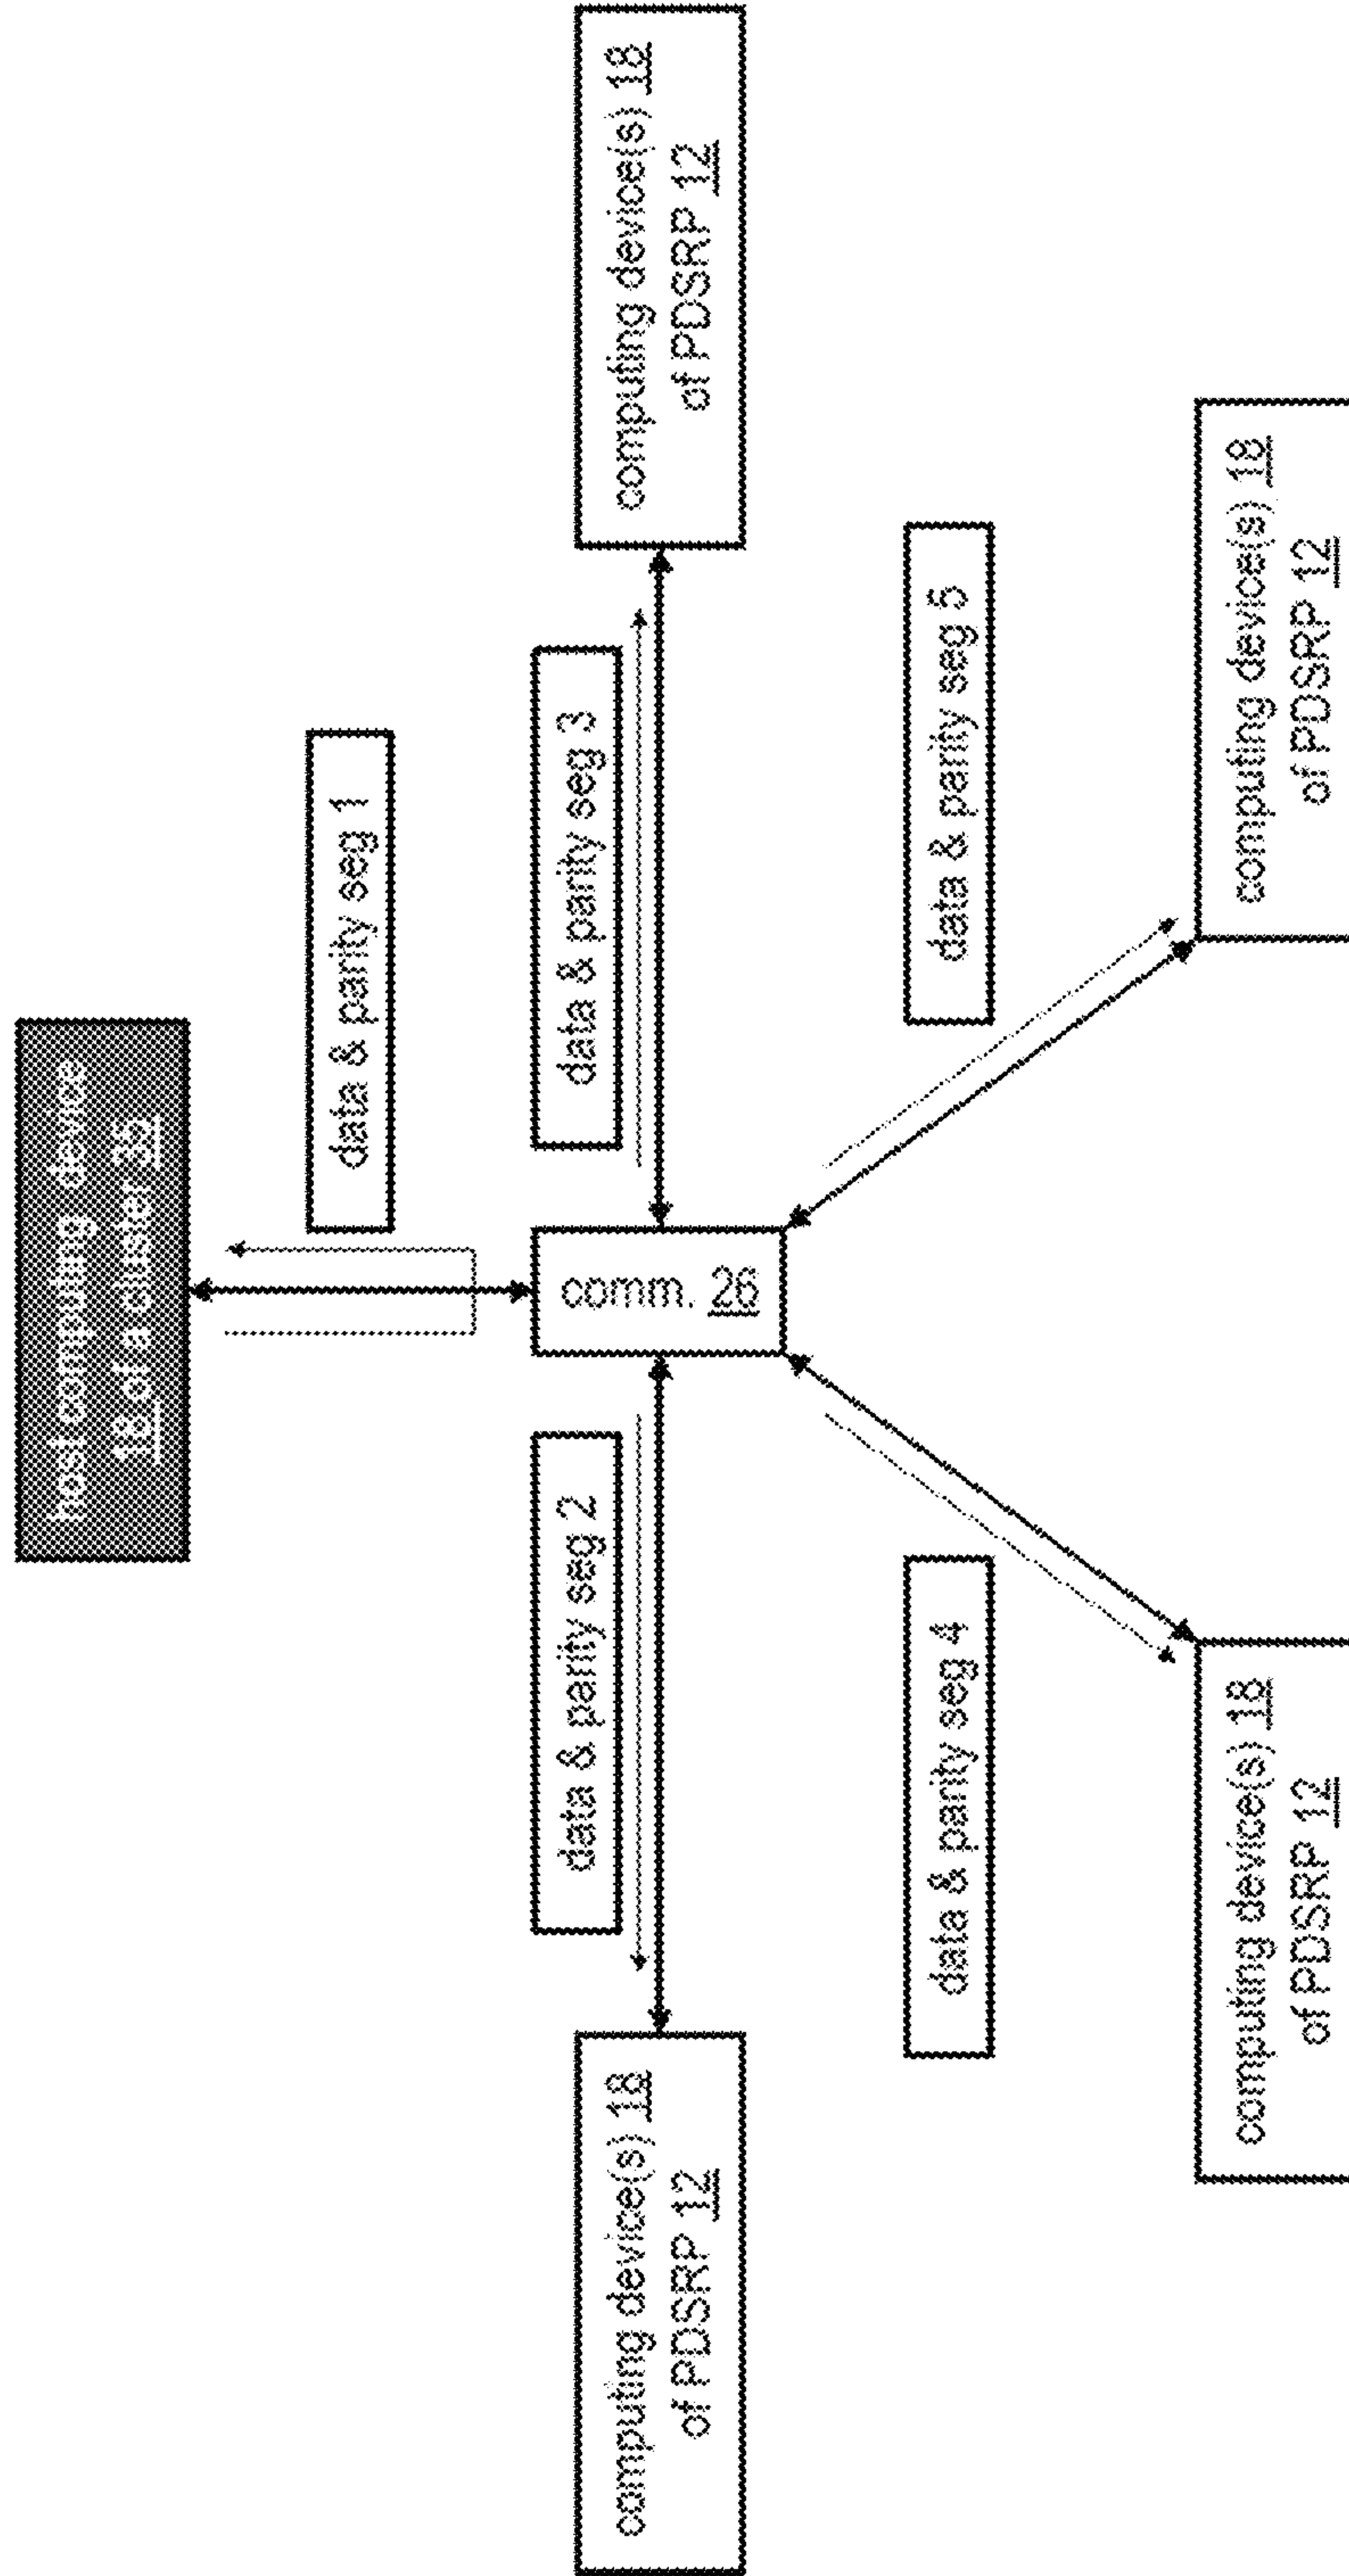 host computing device
18 of a cluster 35
data & parity seg 1
data & parity seg 2
data & parity seg 3
computing device(s) 18
of PDSRP 12
comm. 26
computing device(s) 18
of PDSRP 12
data & parity seg 4
data & parity seg 5
computing device(s) 18
of PDSRP 12
computing device(s) 18
of PDSRP 12